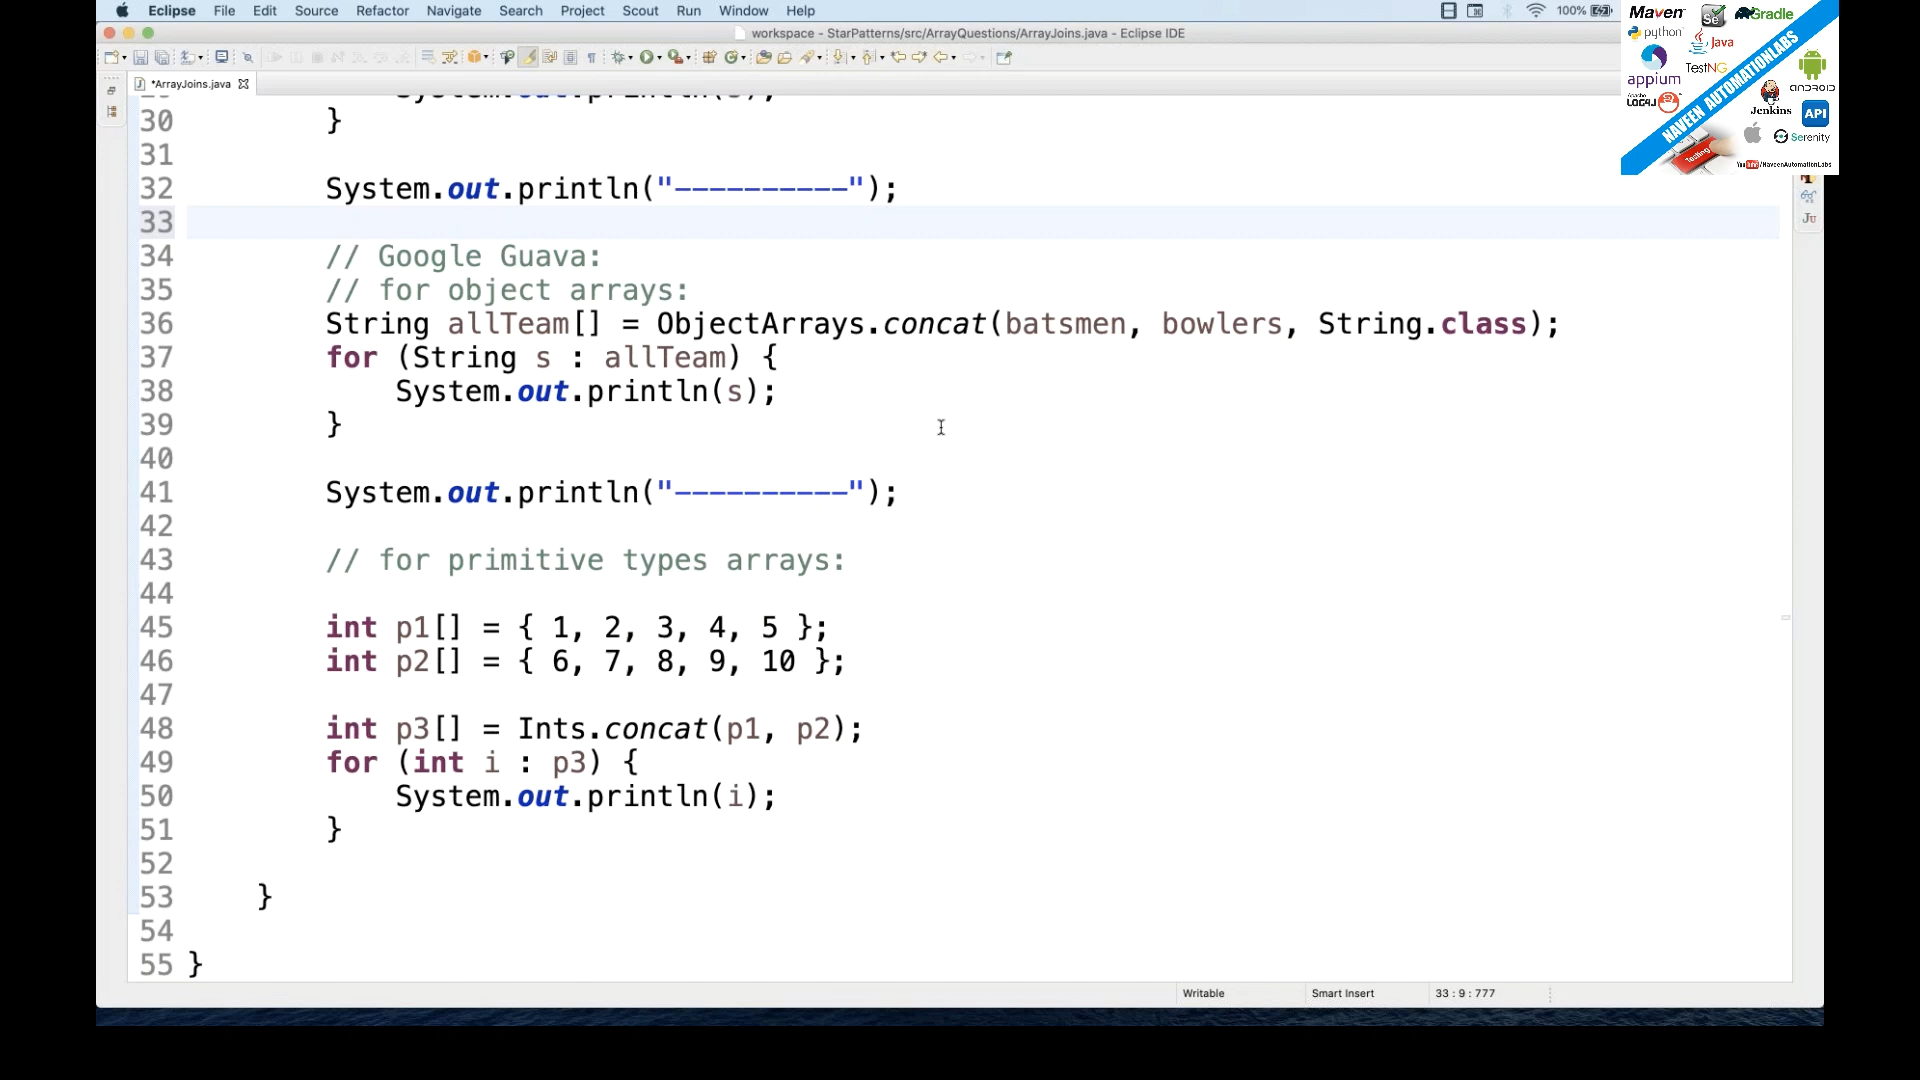 Eclipse File Edit Source Refactor Navigate Search Project Scout Run Window Help 100%
workspace - StarPatterns/src/ArrayQuestions/ArrayJoins.java - Eclipse IDE
*ArrayJoins.java
30 }
31
32 System.out.println("----------");
33
34 // Google Guava:
35 // for object arrays:
36 String allTeam[] = ObjectArrays.concat(batsmen, bowlers, String.class);
37 for (String s : allTeam) {
38 System.out.println(s);
39 }
40
41 System.out.println("----------");
42
43 // for primitive types arrays:
44
45 int p1[] = { 1, 2, 3, 4, 5 };
46 int p2[] = { 6, 7, 8, 9, 10 };
47
48 int p3[] = Ints.concat(p1, p2);
49 for (int i : p3) {
50 System.out.println(i);
51 }
52
53 }
54
55 }
Writable Smart Insert 33 : 9 : 777
Maven Se Gradle
python Java
appium TestNG
LOG4J
NAVEEN AUTOMATIONLABS
ANDROID
Jenkins API
Serenity
Testing
YouTube/NaveenAutomationLabs
Ju